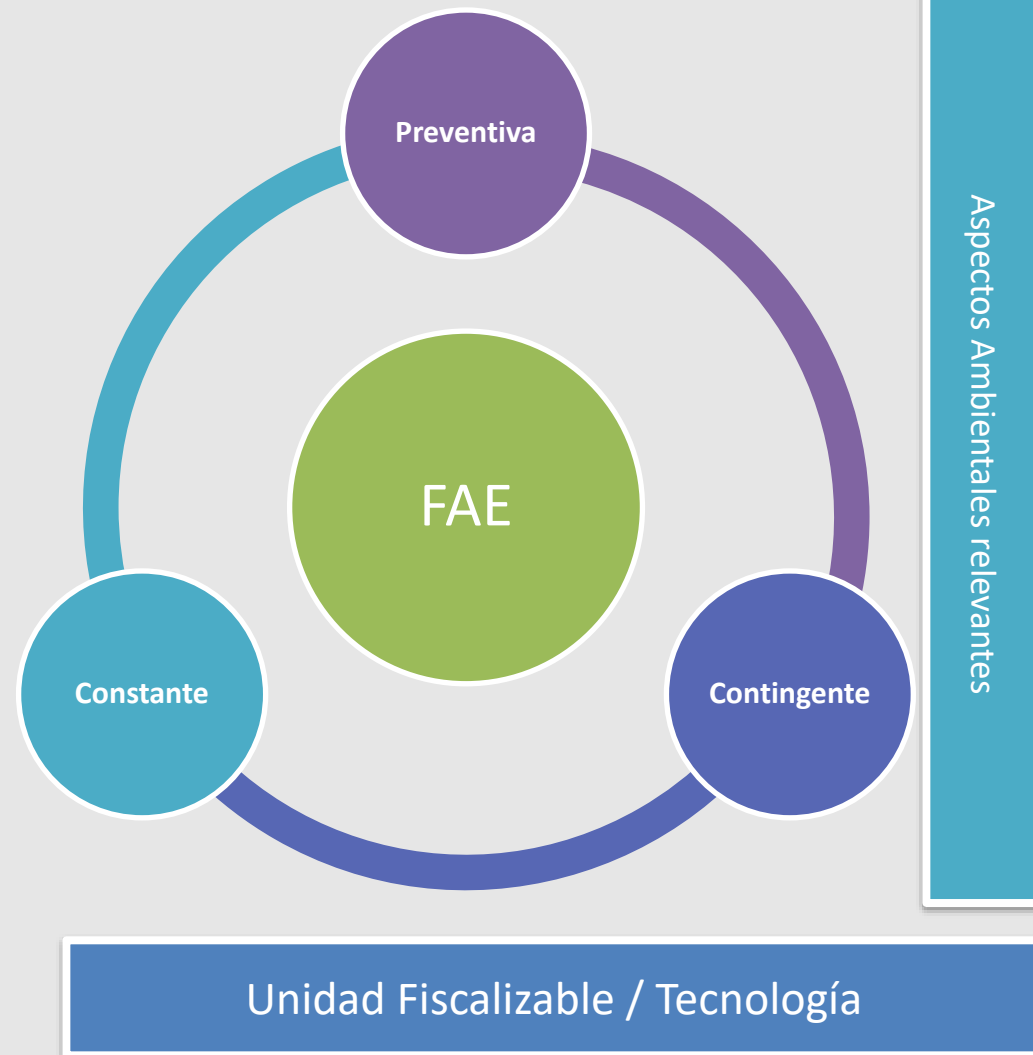 Preventiva
FAE
Constante
Contingente
Aspectos Ambientales relevantes
Unidad Fiscalizable / Tecnología